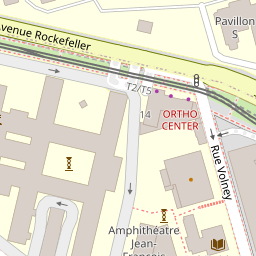 Avenue Rockefeller
Pavillon
S
T2/T5
14
ORTHO
CENTER
Rue Volney
Amphithéâtre
Jean-
François